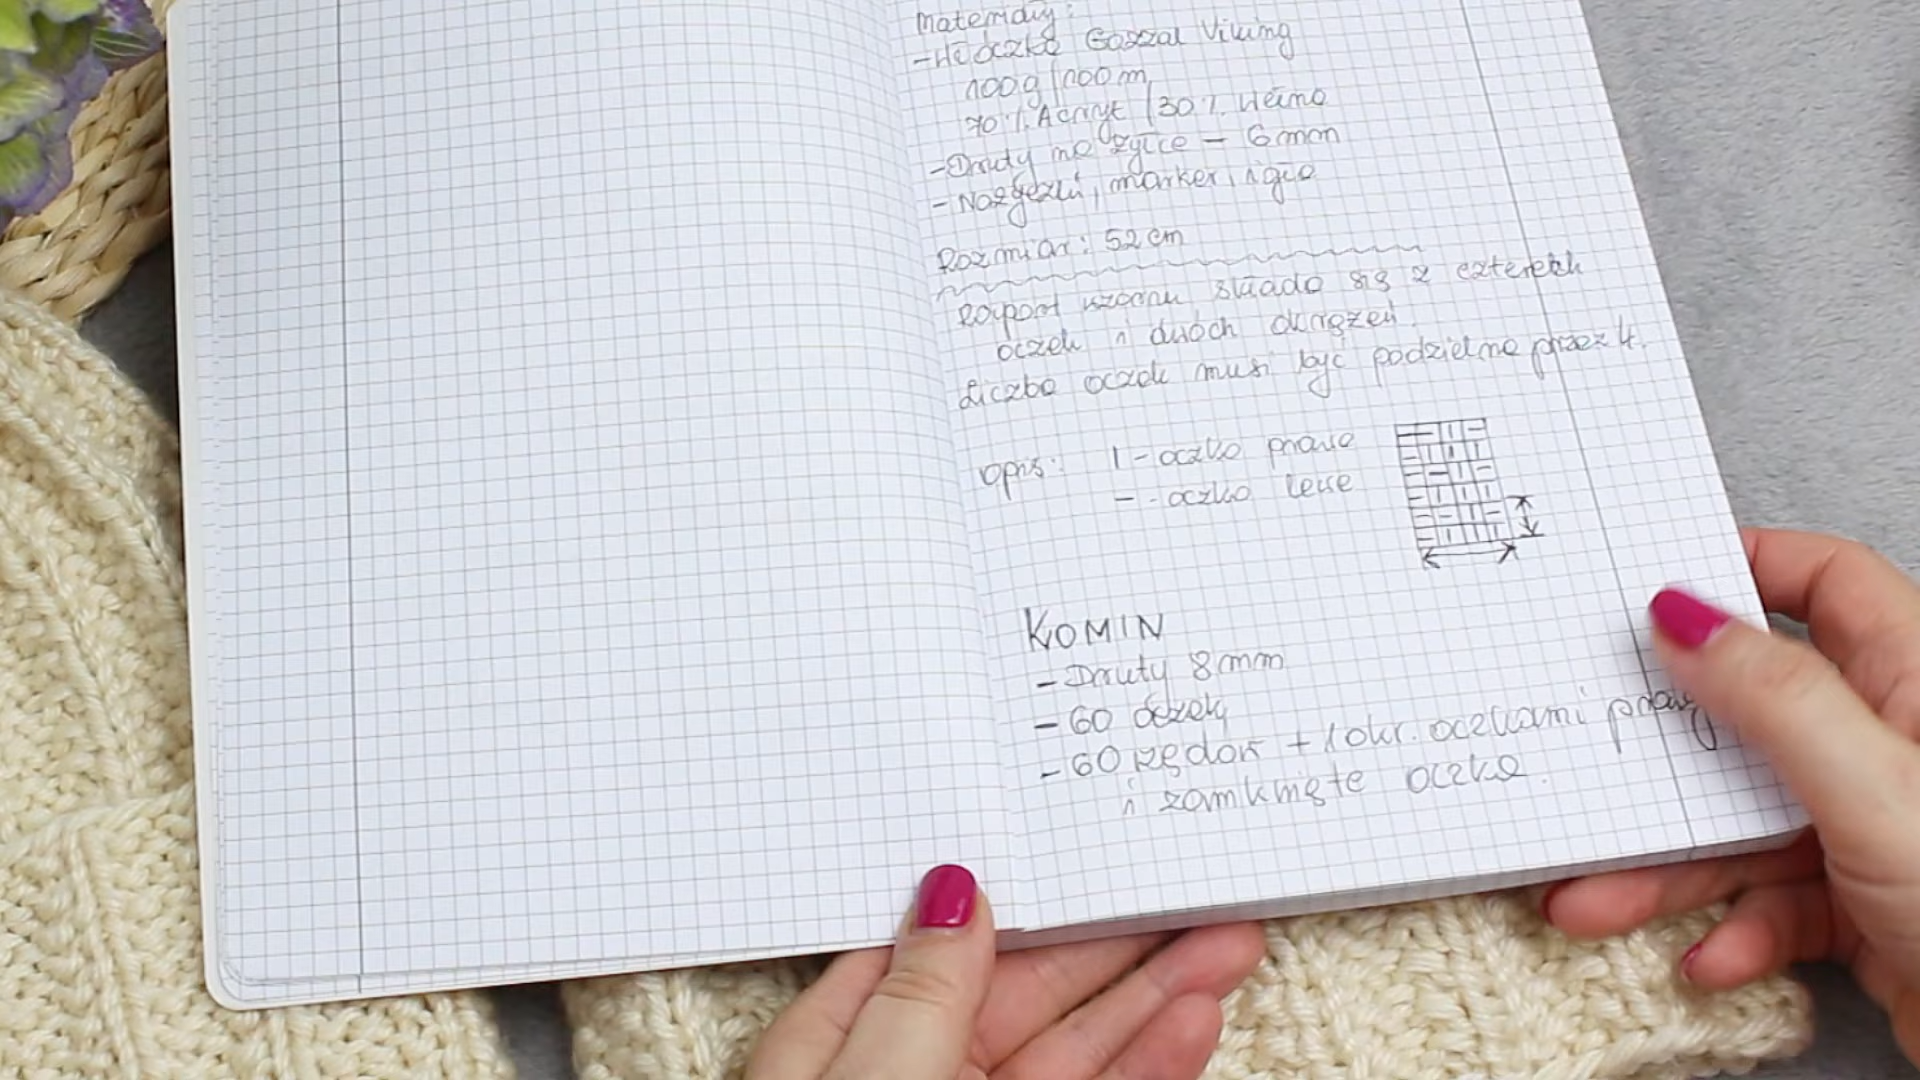 Materiały:
- Włóczka Gazzal Viking
100g/100m
70% Acryl / 30% Wełna
- Druty na żyłce - 6mm
- Nożyczki, marker, igła
Rozmiar: 52 cm
Raport wzoru składa się z czterech
oczek i dwóch okrążeń.
Liczba oczek musi być podzielna przez 4.
Opis: | - oczko prawe
– - oczko lewe
KOMIN
- Druty 8mm
- 60 oczek
- 60 rzędów + 1 okr. oczkami
i zamknięte oczka.